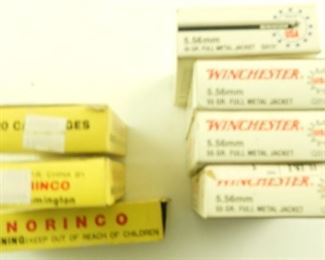 USA
5.56mm
55 GR. FULL METAL JACKET
WINCHESTER
5.56mm
55 GR. FULL METAL JACKET
WINCHESTER
5.56mm
55 GR. FULL METAL JACKET
WINCHESTER
5.56mm
55 GR. FULL METAL JACKET
GES
CHINA BY
INCO
mington
NORINCO
NING KEEP OUT OF REACH OF CHILDREN